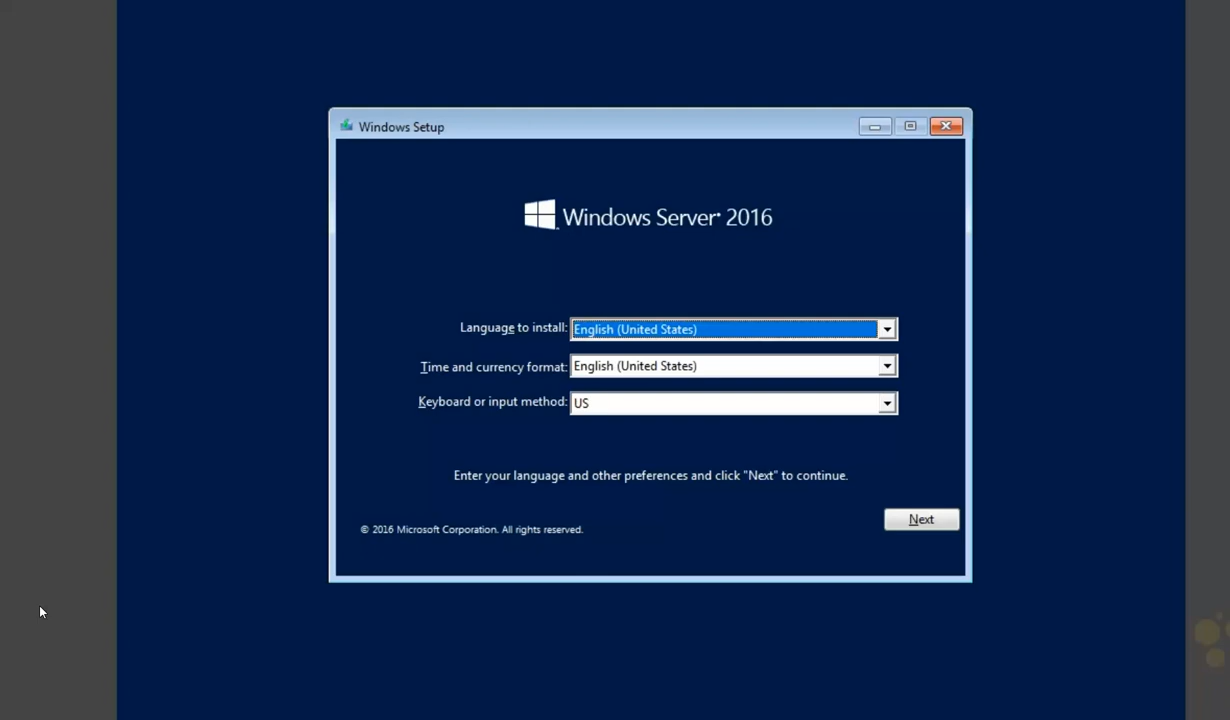 Windows Setup
Windows Server 2016
Language to install: English (United States)
Time and currency format: English (United States)
Keyboard or input method: US
Enter your language and other preferences and click "Next" to continue.
Next
© 2016 Microsoft Corporation. All rights reserved.